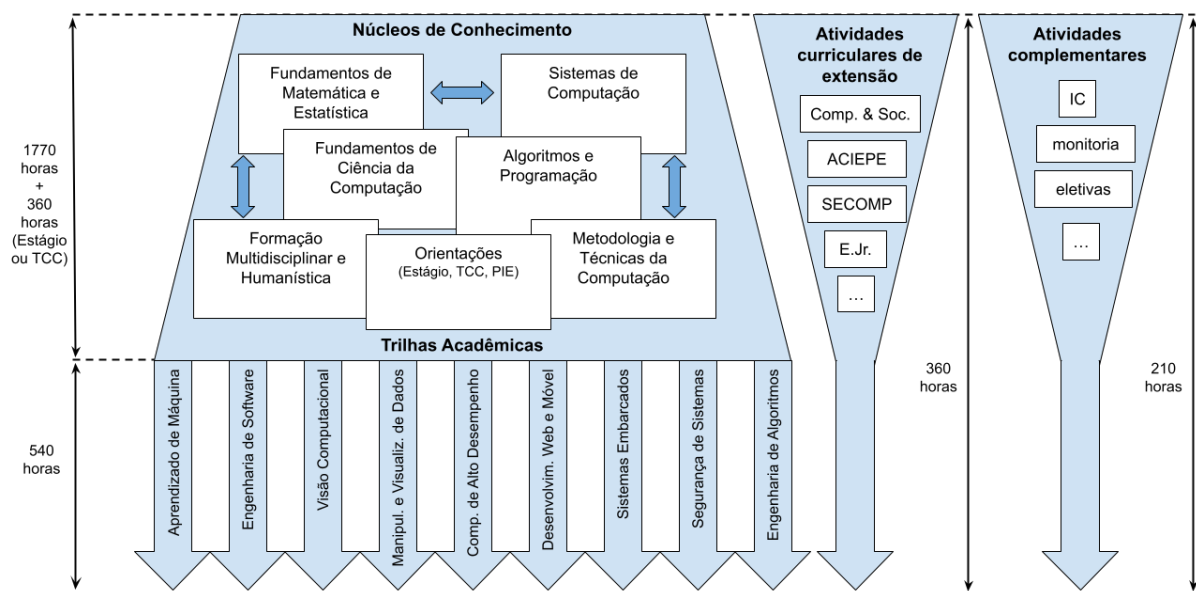 Núcleos de Conhecimento
Fundamentos de
Matemática e
Estatística
Sistemas de
Computação
Fundamentos de
Ciência da
Computação
Algoritmos e
Programação
Formação
Multidisciplinar e
Humanística
Orientações
(Estágio, TCC, PIE)
Metodologia e
Técnicas da
Computação
Trilhas Acadêmicas
1770
horas
+
360
horas
(Estágio
ou TCC)
540
horas
Aprendizado de Máquina
Engenharia de Software
Visão Computacional
Manipul. e Visualiz. de Dados
Comp. de Alto Desempenho
Desenvolvim. Web e Móvel
Sistemas Embarcados
Segurança de Sistemas
Engenharia de Algoritmos
Atividades
curriculares de
extensão
Comp. & Soc.
ACIEPE
SECOMP
E.Jr.
...
360
horas
Atividades
complementares
IC
monitoria
eletivas
...
210
horas